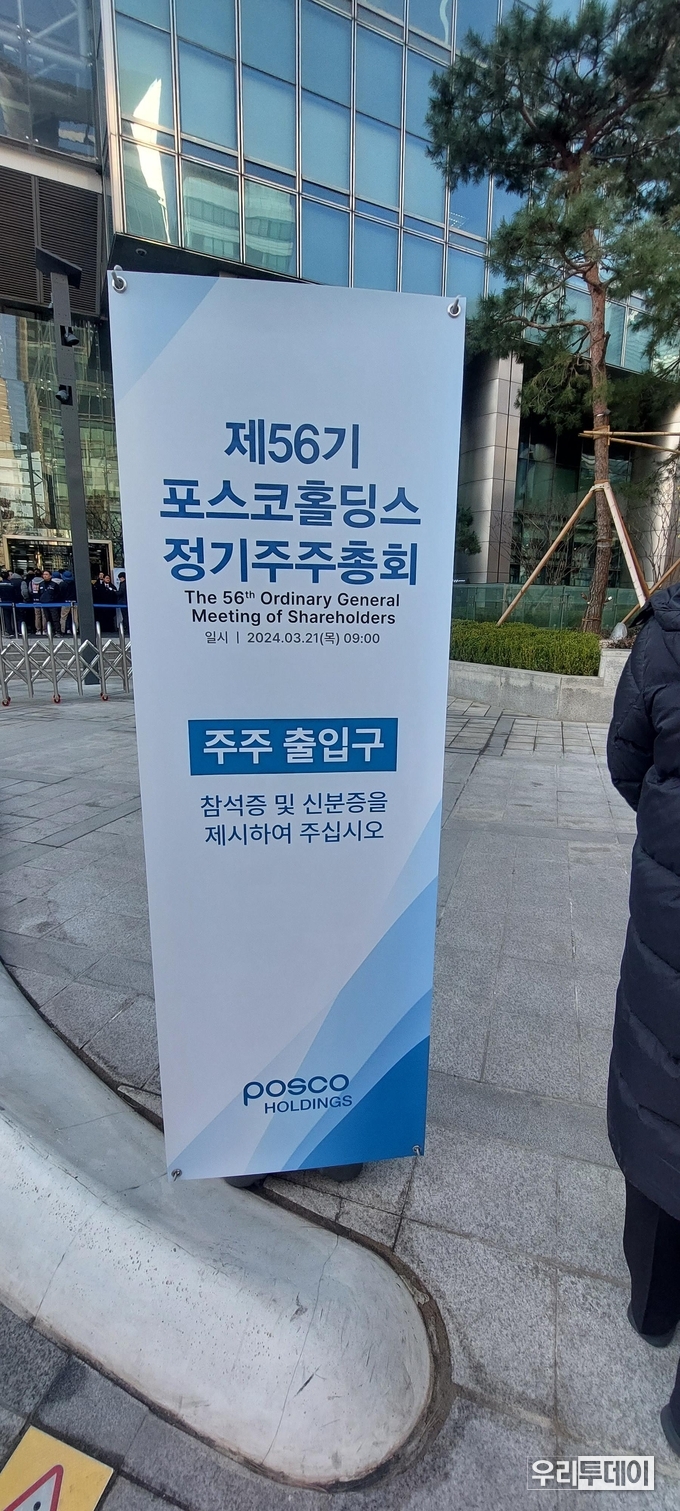 제56기
포스코홀딩스
정기주주총회
The 56th Ordinary General
Meeting of Shareholders
일시 | 2024.03.21(목) 09:00
주주 출입구
참석증 및 신분증을
제시하여 주십시오
posco
HOLDINGS
우리투데이